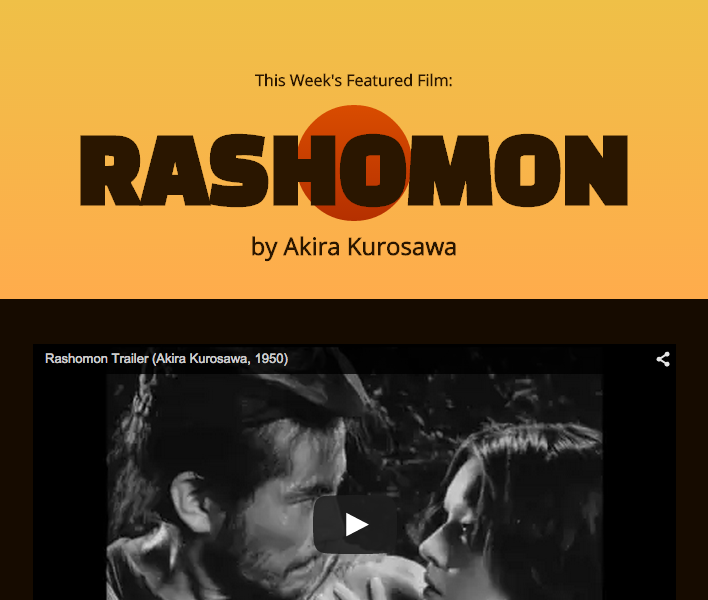 This Week's Featured Film:
RASHOMON
by Akira Kurosawa
Rashomon Trailer (Akira Kurosawa, 1950)